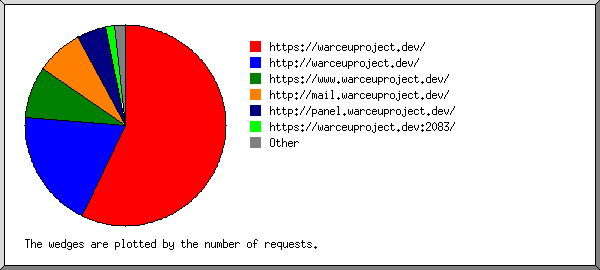 https://warceuproject.dev/
http://warceuproject.dev/
https://www.warceuproject.dev/
http://mail.warceuproject.dev/
http://panel.warceuproject.dev/
https://warceuproject.dev:2083/
Other
The wedges are plotted by the number of requests.